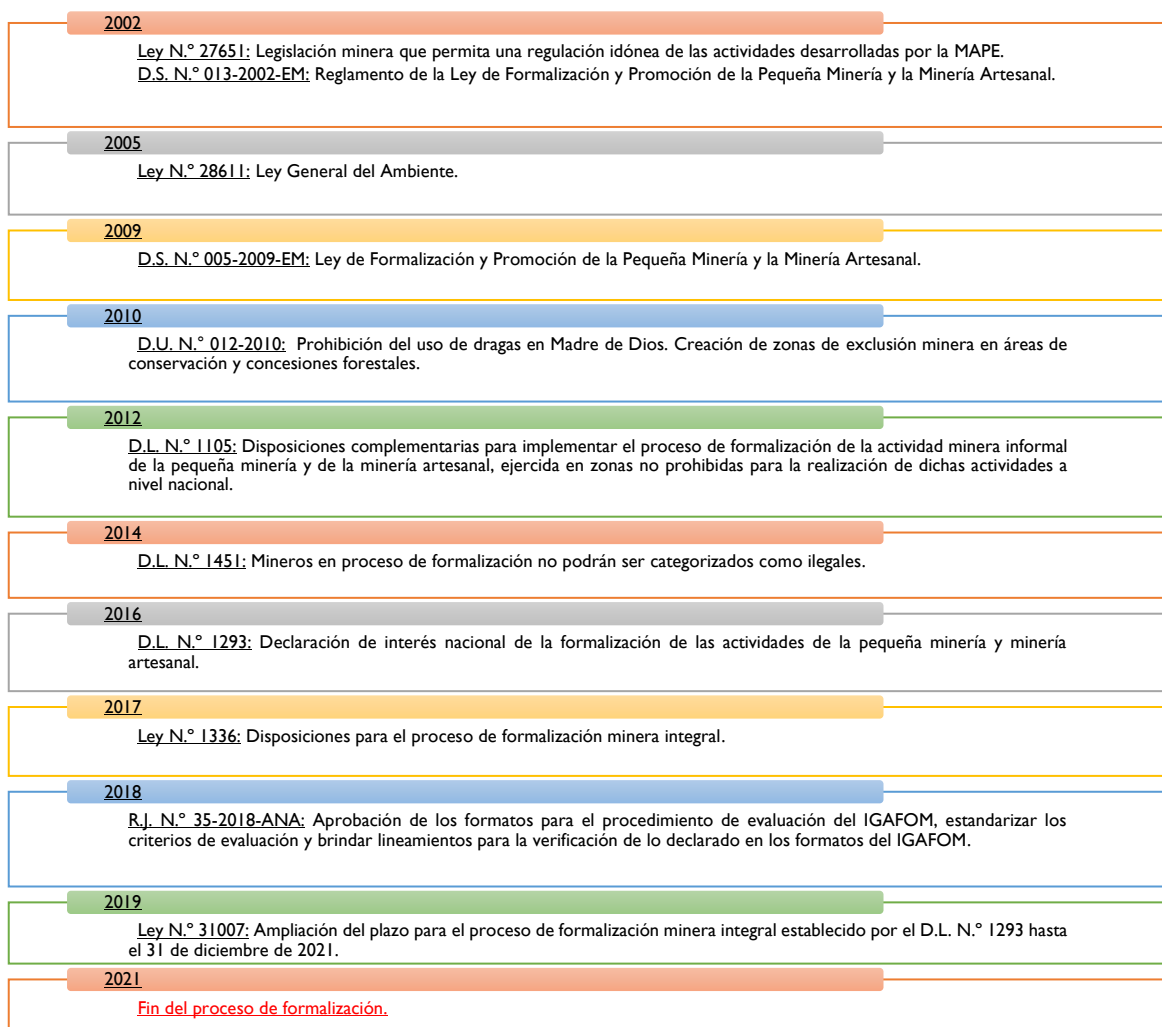 2002
Ley N.º 27651: Legislación minera que permita una regulación idónea de las actividades desarrolladas por la MAPE.
D.S. N.º 013-2002-EM: Reglamento de la Ley de Formalización y Promoción de la Pequeña Minería y la Minería Artesanal.
2005
Ley N.º 28611: Ley General del Ambiente.
2009
D.S. N.º 005-2009-EM: Ley de Formalización y Promoción de la Pequeña Minería y la Minería Artesanal.
2010
D.U. N.° 012-2010: Prohibición del uso de dragas en Madre de Dios. Creación de zonas de exclusión minera en áreas de
conservación y concesiones forestales.
2012
D.L. N.º 1105: Disposiciones complementarias para implementar el proceso de formalización de la actividad minera informal
de la pequeña minería y de la minería artesanal, ejercida en zonas no prohibidas para la realización de dichas actividades a
nivel nacional.
2014
D.L. N.º 1451: Mineros en proceso de formalización no podrán ser categorizados como ilegales.
2016
D.L. N.º 1293: Declaración de interés nacional de la formalización de las actividades de la pequeña minería y minería
artesanal.
2017
Ley N.º 1336: Disposiciones para el proceso de formalización minera integral.
2018
R.J. N.º 35-2018-ANA: Aprobación de los formatos para el procedimiento de evaluación del IGAFOM, estandarizar los
criterios de evaluación y brindar lineamientos para la verificación de lo declarado en los formatos del IGAFOM.
2019
Ley N.º 31007: Ampliación del plazo para el proceso de formalización minera integral establecido por el D.L. N.º 1293 hasta
el 31 de diciembre de 2021.
2021
Fin del proceso de formalización.